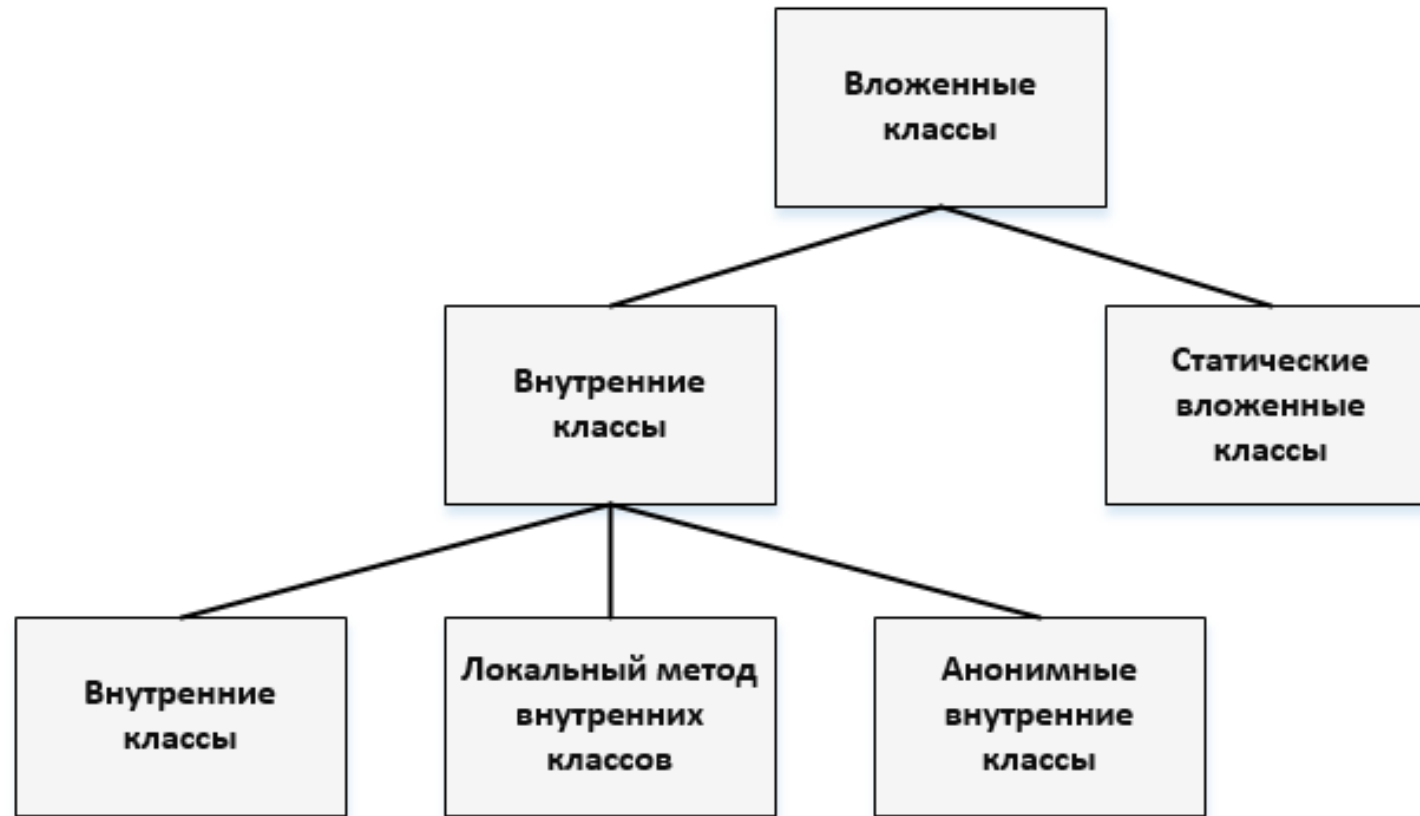 Вложенные
классы
Внутренние
классы
Статические
вложенные
классы
Внутренние
классы
Локальный метод
внутренних
классов
Анонимные
внутренние
классы